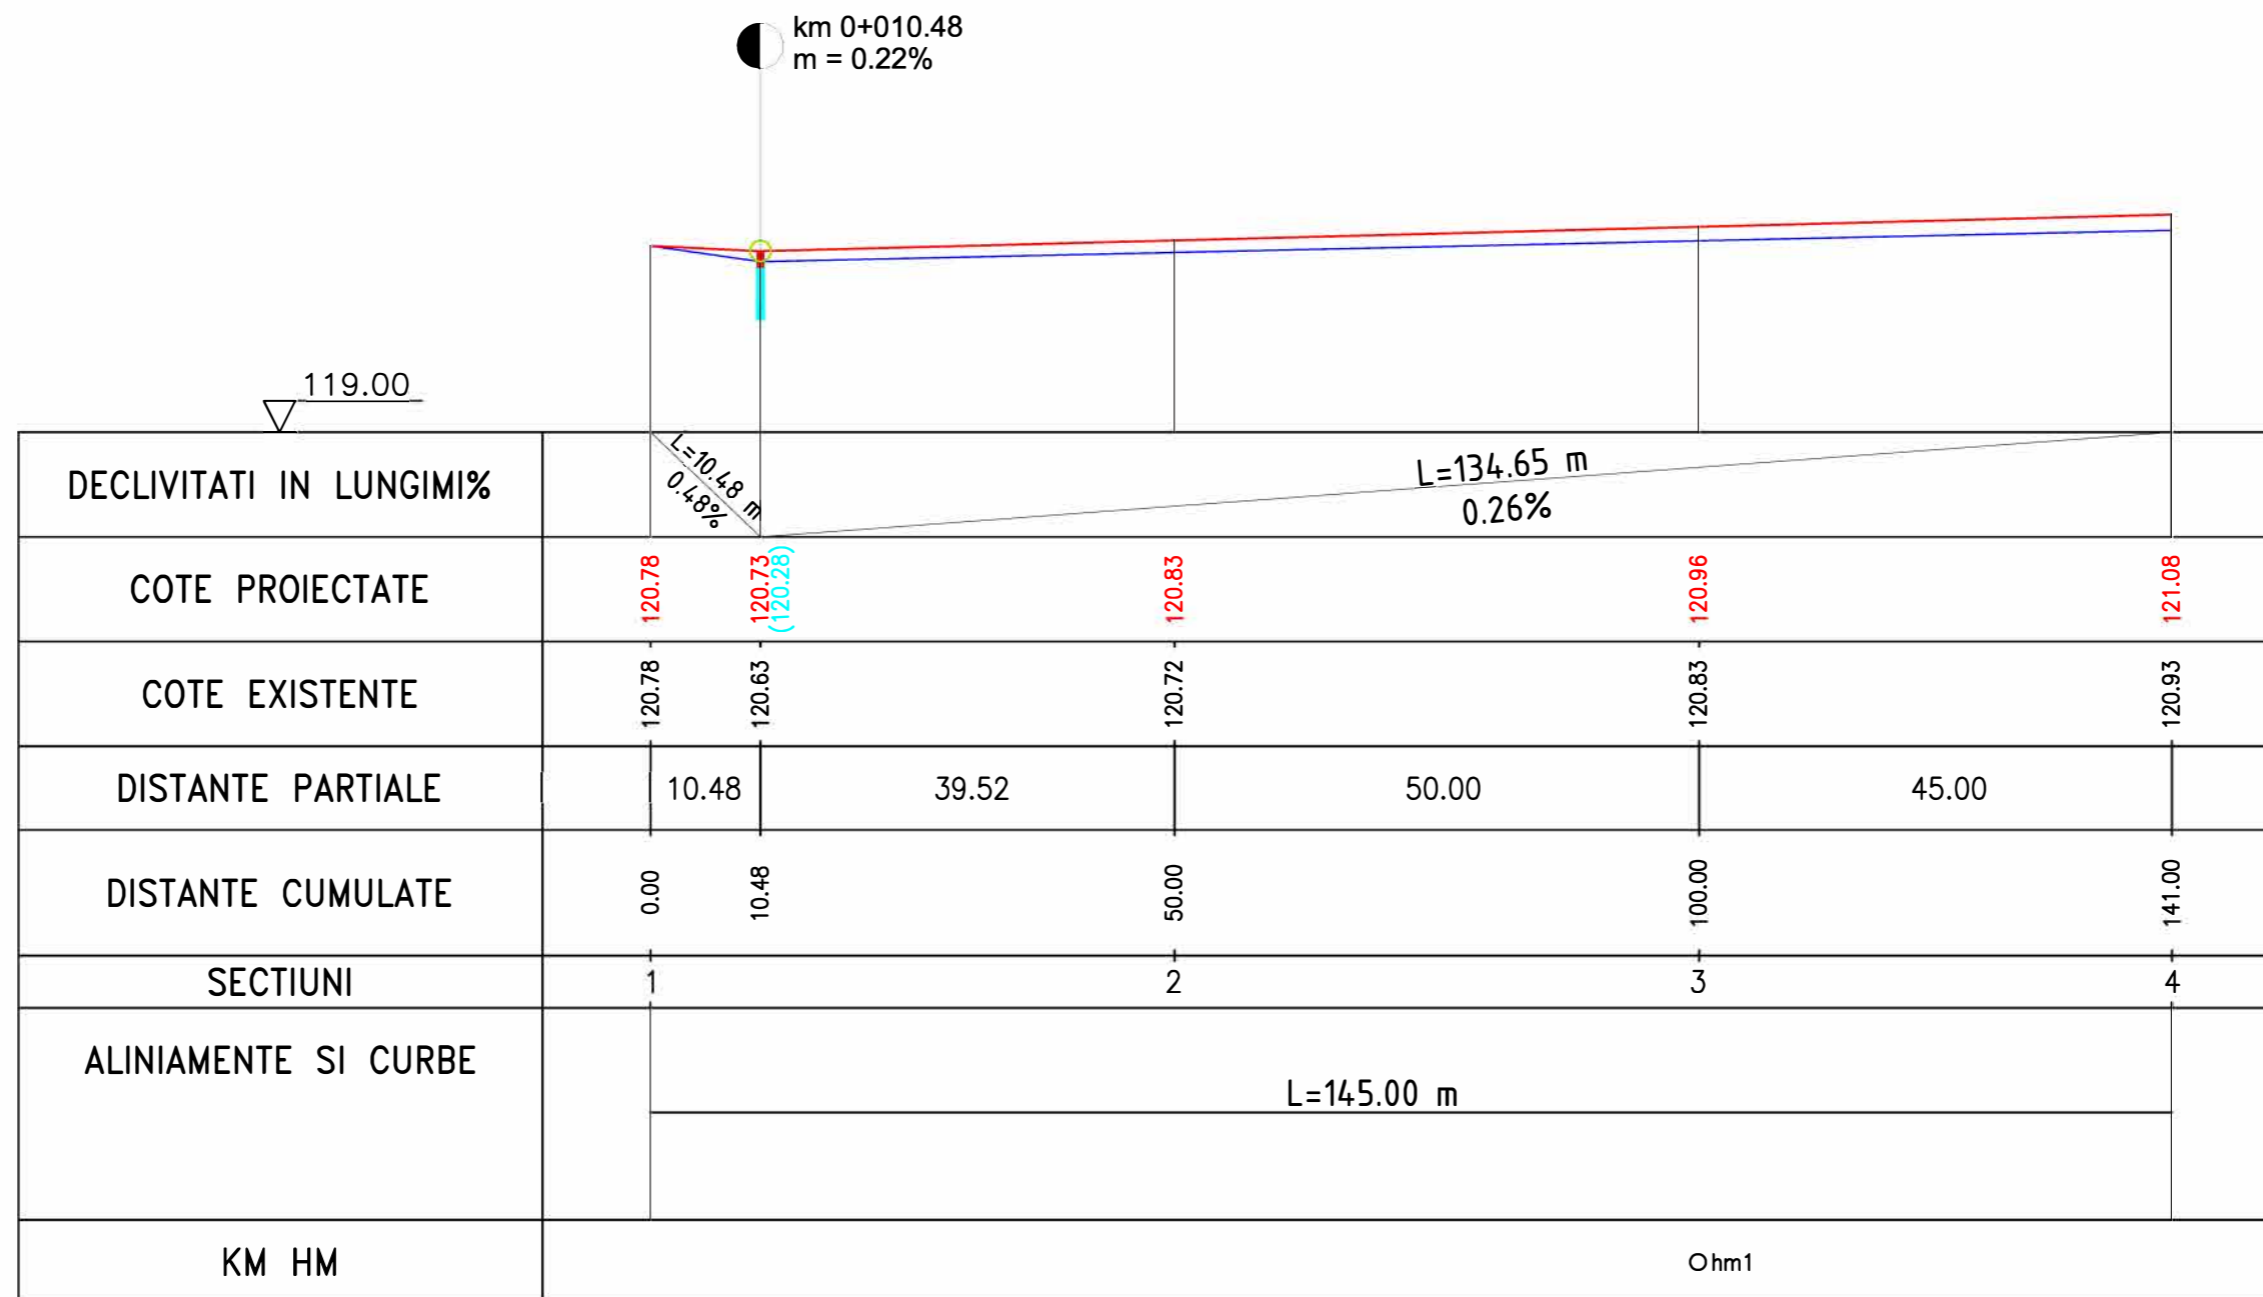 km 0+010.48
m = 0.22%
119.00
DECLIVITATI IN LUNGIMI%
L=10.48 m
0.48%
L=134.65 m
0.26%
COTE PROIECTATE
120.78
120.73
(120.28)
120.83
120.96
121.08
COTE EXISTENTE
120.78
120.63
120.72
120.83
120.93
DISTANTE PARTIALE
10.48
39.52
50.00
45.00
DISTANTE CUMULATE
0.00
10.48
50.00
100.00
141.00
SECTIUNI
1
2
3
4
ALINIAMENTE SI CURBE
L=145.00 m
KM HM
Ohm1